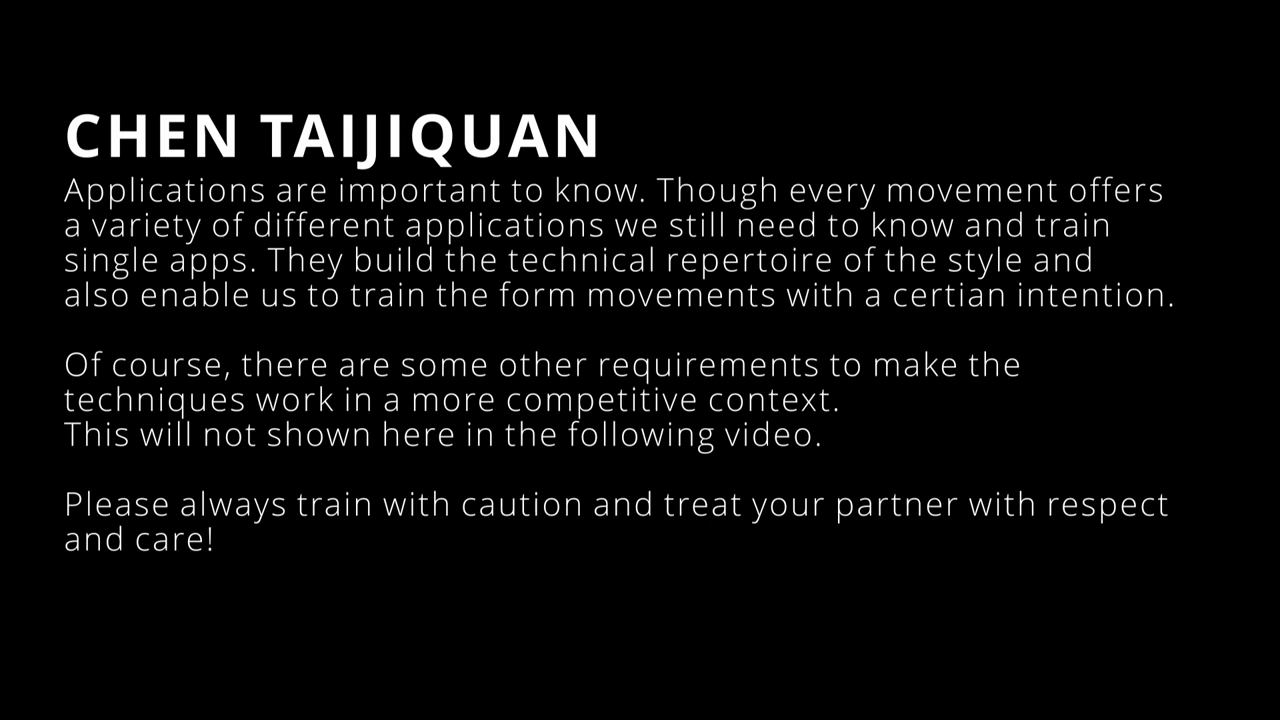 CHEN TAIJIQUAN
Applications are important to know. Though every movement offers
a variety of different applications we still need to know and train
single apps. They build the technical repertoire of the style and
also enable us to train the form movements with a certian intention.
Of course, there are some other requirements to make the
techniques work in a more competitive context.
This will not shown here in the following video.
Please always train with caution and treat your partner with respect
and care!